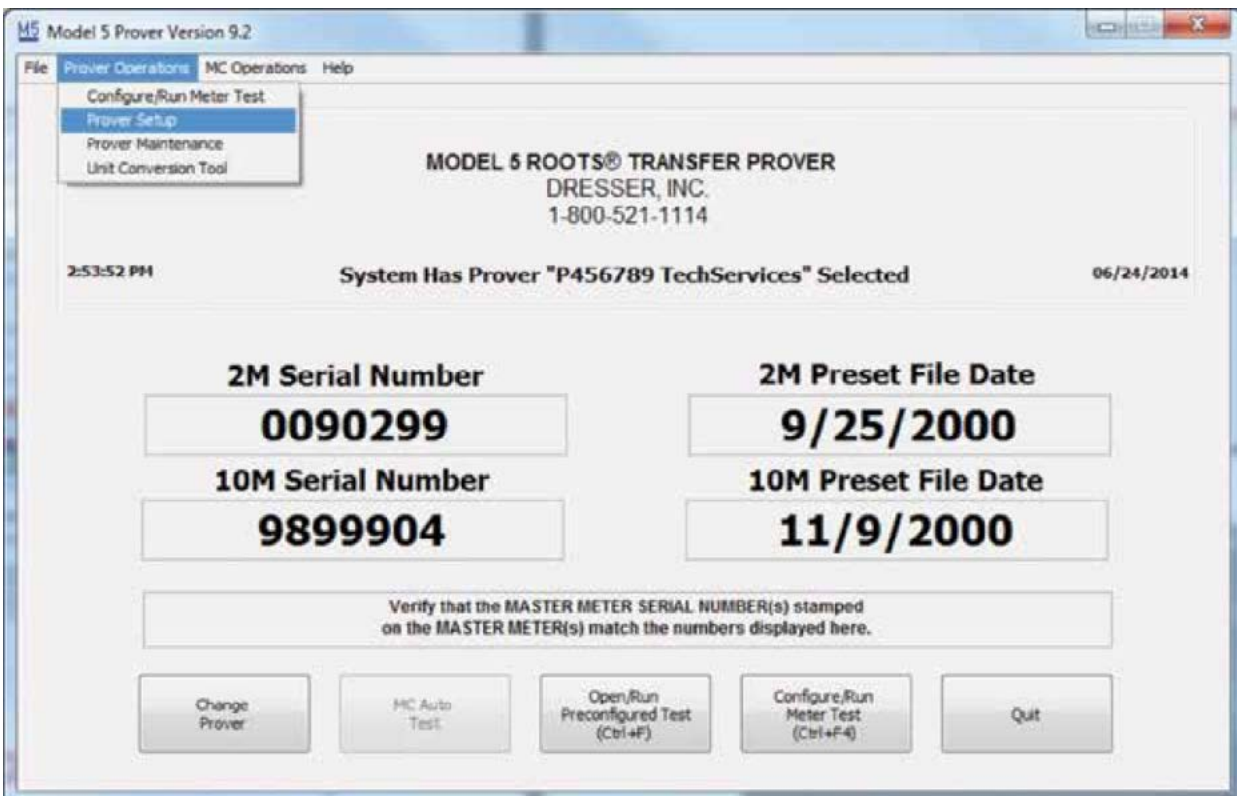 M5 Model 5 Prover Version 9.2
File Prover Operations MC Operations Help
Configure/Run Meter Test
Prover Setup
Prover Maintenance
Unit Conversion Tool
MODEL 5 ROOTS® TRANSFER PROVER
DRESSER, INC.
1-800-521-1114
2:53:52 PM System Has Prover "P456789 TechServices" Selected 06/24/2014
2M Serial Number 2M Preset File Date
0090299 9/25/2000
10M Serial Number 10M Preset File Date
9899904 11/9/2000
Verify that the MASTER METER SERIAL NUMBER(s) stamped
on the MASTER METER(s) match the numbers displayed here.
Change
Prover
MC Auto
Test
Open/Run
Preconfigured Test
(Ctrl+F)
Configure/Run
Meter Test
(Ctrl+F4)
Quit